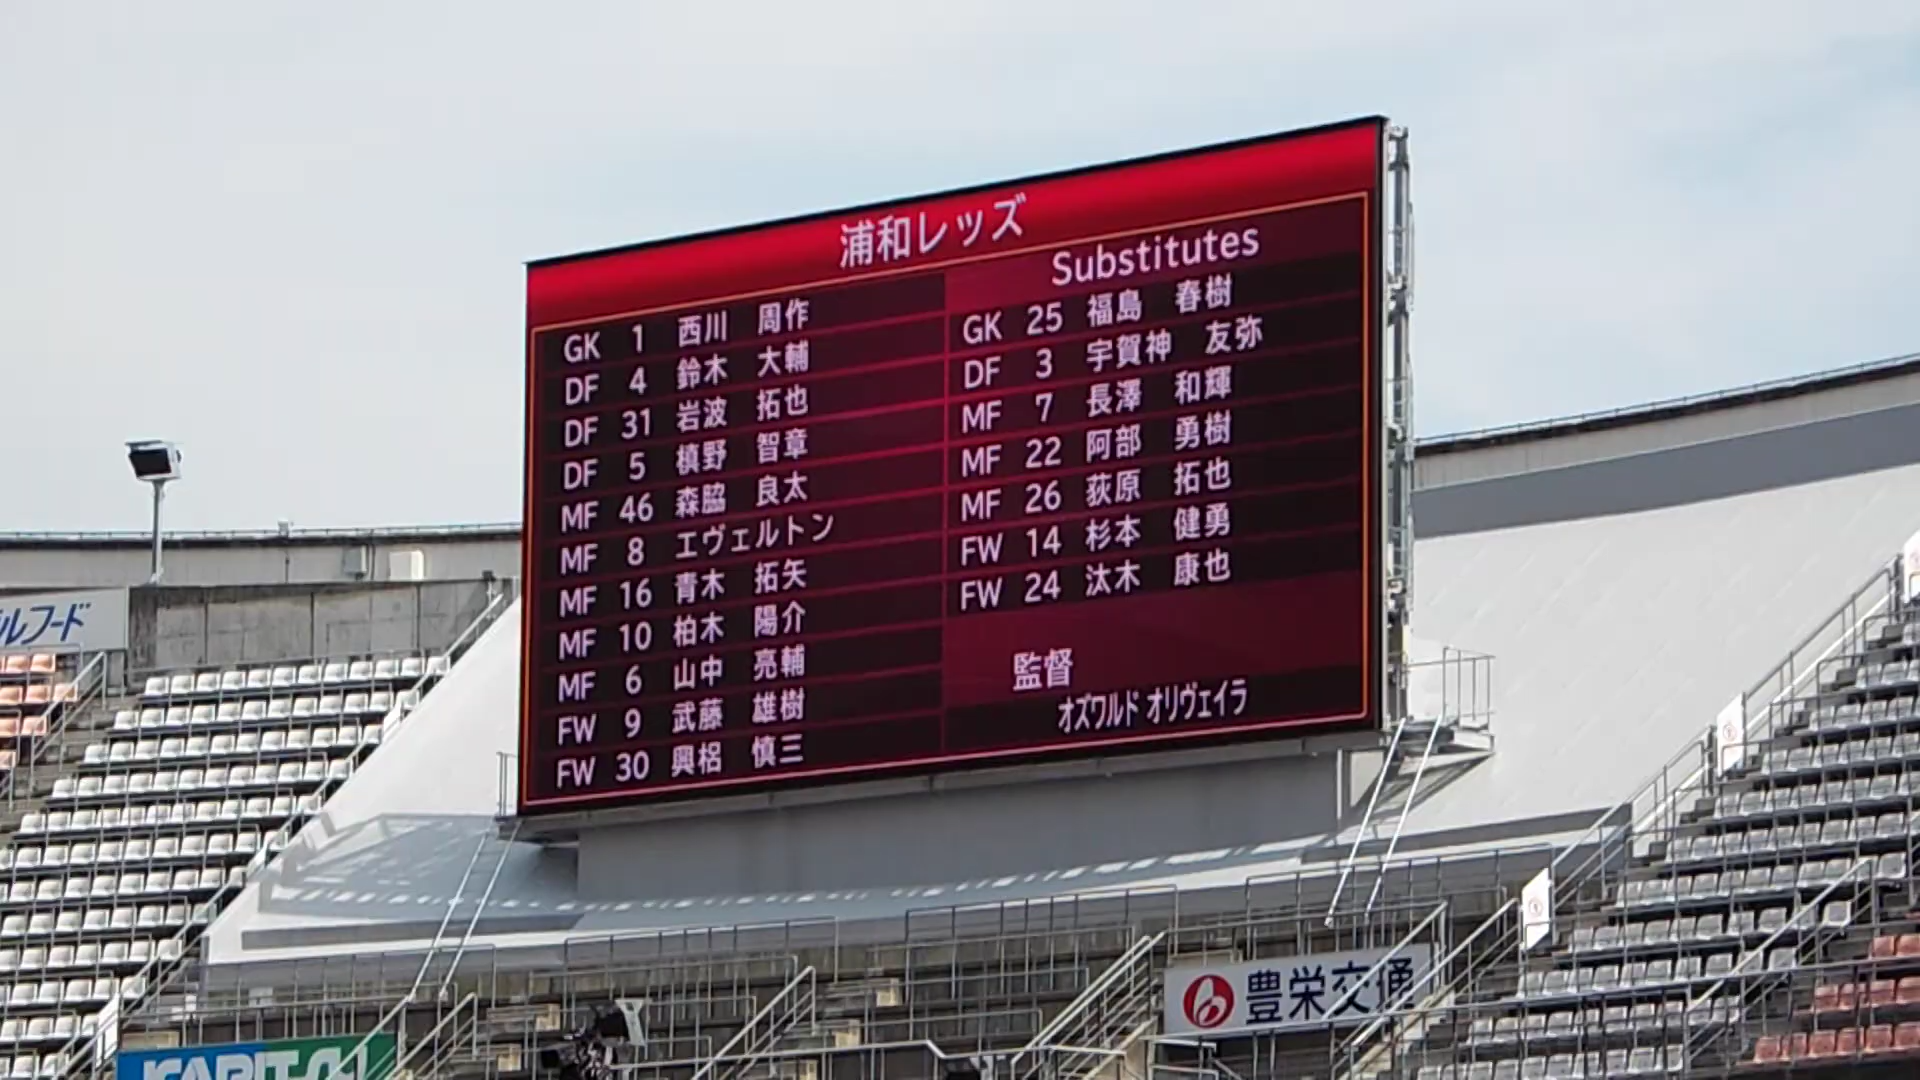 浦和レッズ
GK 1 西川 周作
DF 4 鈴木 大輔
DF 31 岩波 拓也
DF 5 槙野 智章
MF 46 森脇 良太
MF 8 エヴェルトン
MF 16 青木 拓矢
MF 10 柏木 陽介
MF 6 山中 亮輔
FW 9 武藤 雄樹
FW 30 興梠 慎三
Substitutes
GK 25 福島 春樹
DF 3 宇賀神 友弥
MF 7 長澤 和輝
MF 22 阿部 勇樹
MF 26 荻原 拓也
FW 14 杉本 健勇
FW 24 汰木 康也
監督
オズワルド オリヴェイラ
ルフード
豊栄交通